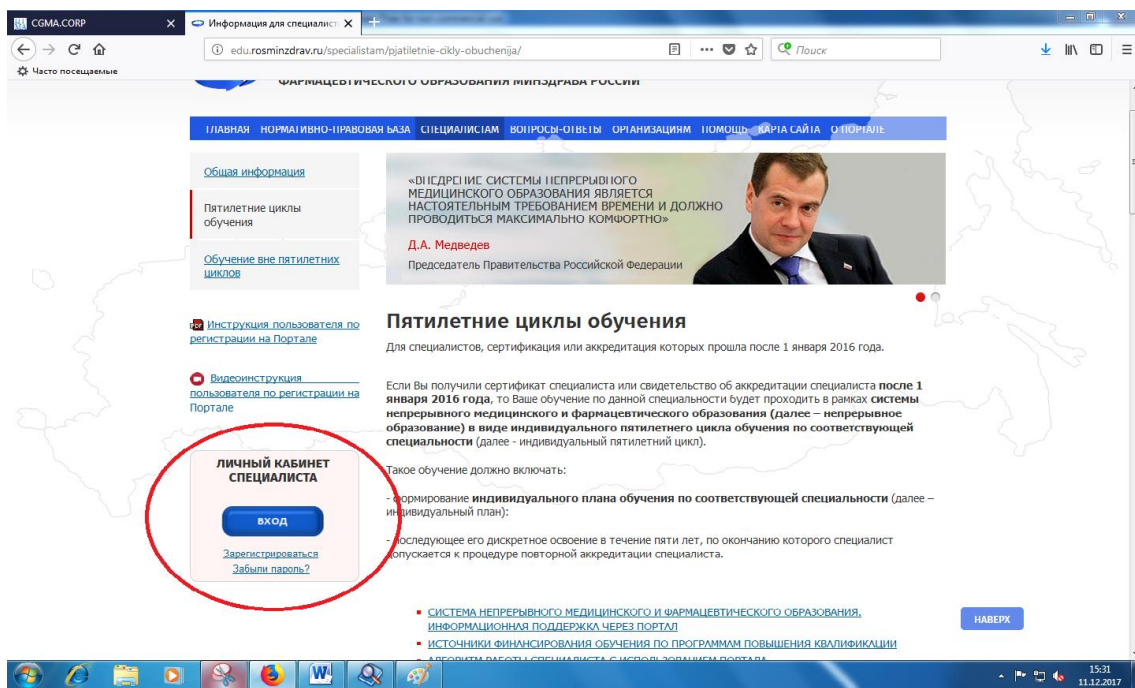 CGMA.CORP
Информация для специалист
edu.rosminzdrav.ru/specialistam/pjatiletnie-cikly-obuchenija/
Поиск
Часто посещаемые
ФАРМАЦЕВТИЧЕСКОГО ОБРАЗОВАНИЯ МИНЗДРАВА РОССИИ
ГЛАВНАЯ НОРМАТИВНО-ПРАВОВАЯ БАЗА СПЕЦИАЛИСТАМ ВОПРОСЫ-ОТВЕТЫ ОРГАНИЗАЦИЯМ ПОМОЩЬ КАРТА САЙТА О ПОРТАЛЕ
Общая информация
Пятилетние циклы
обучения
Обучение вне пятилетних
циклов
Инструкция пользователя по
регистрации на Портале
Видеоинструкция
пользователя по регистрации на
Портале
ЛИЧНЫЙ КАБИНЕТ
СПЕЦИАЛИСТА
ВХОД
Зарегистрироваться
Забыли пароль?
«ВНЕДРЕНИЕ СИСТЕМЫ НЕПРЕРЫВНОГО
МЕДИЦИНСКОГО ОБРАЗОВАНИЯ ЯВЛЯЕТСЯ
НАСТОЯТЕЛЬНЫМ ТРЕБОВАНИЕМ ВРЕМЕНИ И ДОЛЖНО
ПРОВОДИТЬСЯ МАКСИМАЛЬНО КОМФОРТНО»
Д.А. Медведев
Председатель Правительства Российской Федерации
Пятилетние циклы обучения
Для специалистов, сертификация или аккредитация которых прошла после 1 января 2016 года.
Если Вы получили сертификат специалиста или свидетельство об аккредитации специалиста после 1
января 2016 года, то Ваше обучение по данной специальности будет проходить в рамках системы
непрерывного медицинского и фармацевтического образования (далее – непрерывное
образование) в виде индивидуального пятилетнего цикла обучения по соответствующей
специальности (далее - индивидуальный пятилетний цикл).
Такое обучение должно включать:
- формирование индивидуального плана обучения по соответствующей специальности (далее –
индивидуальный план):
- последующее его дискретное освоение в течение пяти лет, по окончанию которого специалист
допускается к процедуре повторной аккредитации специалиста.
СИСТЕМА НЕПРЕРЫВНОГО МЕДИЦИНСКОГО И ФАРМАЦЕВТИЧЕСКОГО ОБРАЗОВАНИЯ.
ИНФОРМАЦИОННАЯ ПОДДЕРЖКА ЧЕРЕЗ ПОРТАЛ
ИСТОЧНИКИ ФИНАНСИРОВАНИЯ ОБУЧЕНИЯ ПО ПРОГРАММАМ ПОВЫШЕНИЯ КВАЛИФИКАЦИИ
АЛГОРИТМ РАБОТЫ СПЕЦИАЛИСТА С ИСПОЛЬЗОВАНИЕМ ПОРТАЛА
НАВЕРХ
15:31
11.12.2017